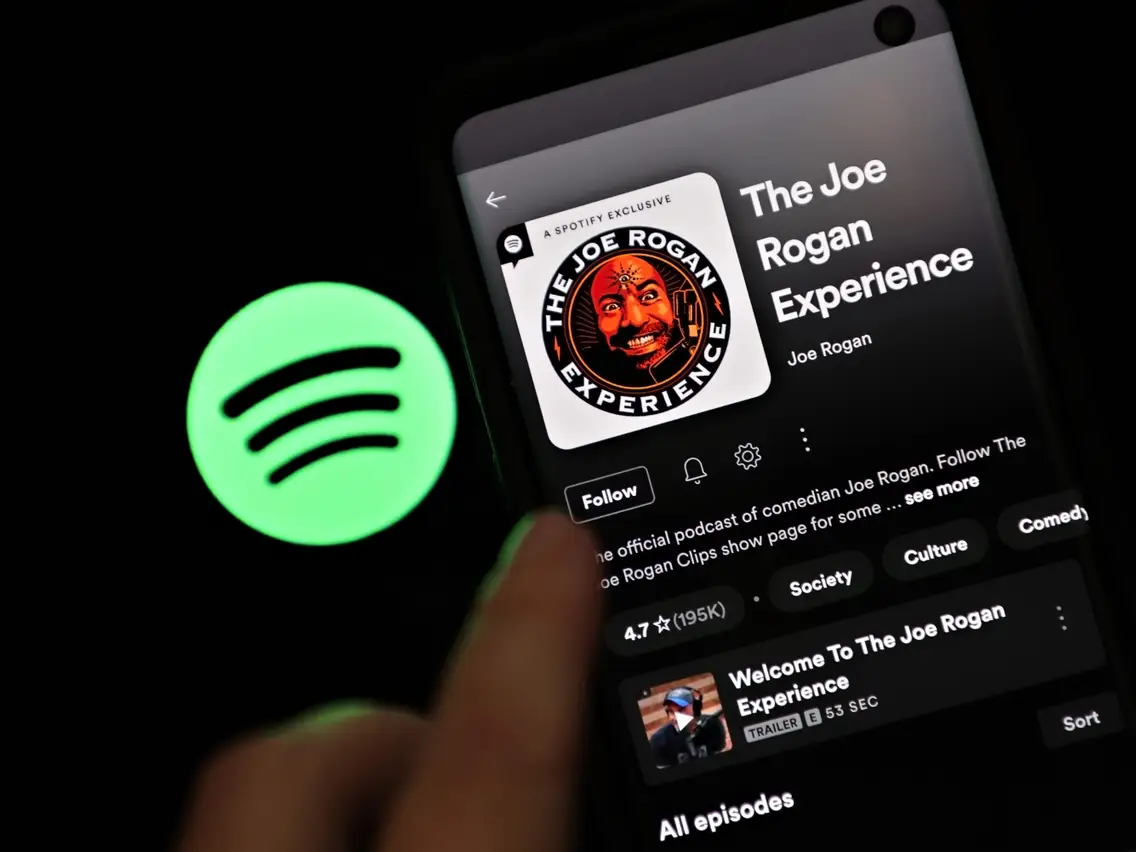 A SPOTIFY EXCLUSIVE
THE JOE ROGAN
EXPERIENCE
The Joe
Rogan
Experience
Joe Rogan
Follow
he official podcast of comedian Joe Rogan. Follow The
oe Rogan Clips show page for some ... see more
4.7 ☆ (195K) • Society Culture Comedy
Welcome To The Joe Rogan
Experience
TRAILER E 53 SEC
Sort
All episodes